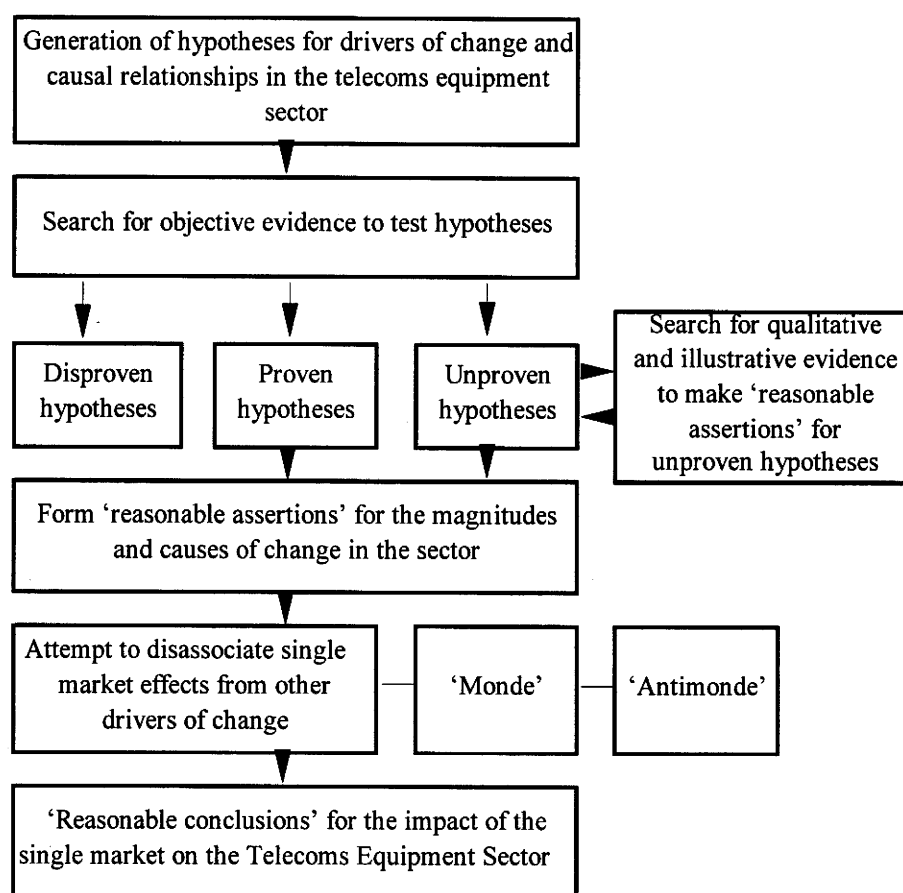 Generation of hypotheses for drivers of change and
causal relationships in the telecoms equipment
sector
Search for objective evidence to test hypotheses
Disproven
hypotheses
Proven
hypotheses
Unproven
hypotheses
Search for qualitative
and illustrative evidence
to make ‘reasonable
assertions’ for
unproven hypotheses
Form ‘reasonable assertions’ for the magnitudes
and causes of change in the sector
Attempt to disassociate single
market effects from other
drivers of change
‘Monde’
‘Antimonde’
‘Reasonable conclusions’ for the impact of the
single market on the Telecoms Equipment Sector